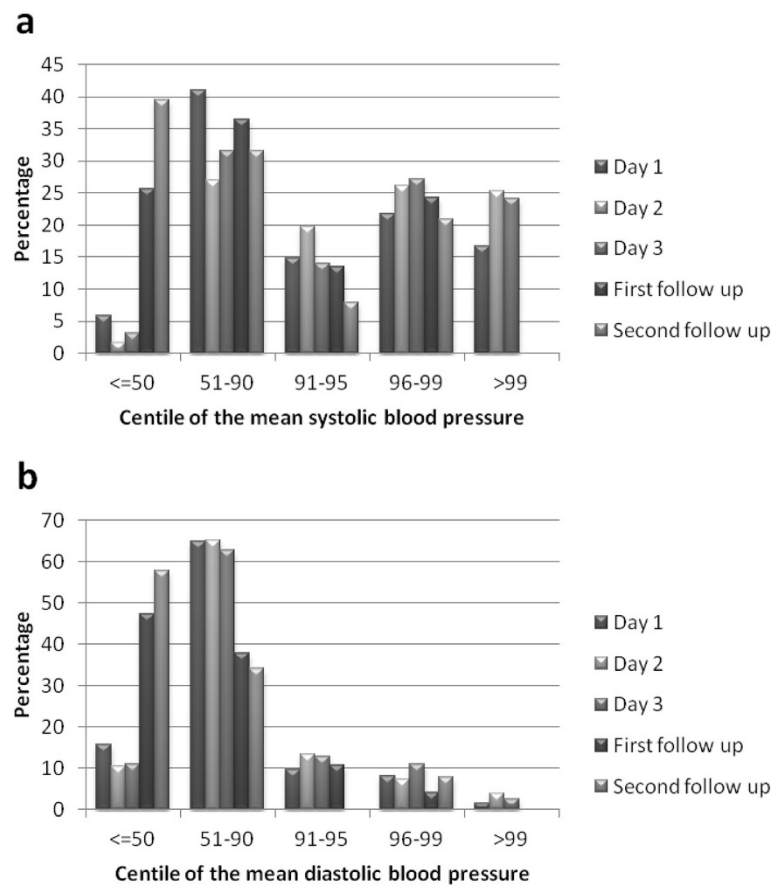 a
45
40
35
30
25
20
15
10
5
0
Percentage
<=50 51-90 91-95 96-99 >99
Centile of the mean systolic blood pressure
Day 1
Day 2
Day 3
First follow up
Second follow up
b
70
60
50
40
30
20
10
0
Percentage
<=50 51-90 91-95 96-99 >99
Centile of the mean diastolic blood pressure
Day 1
Day 2
Day 3
First follow up
Second follow up